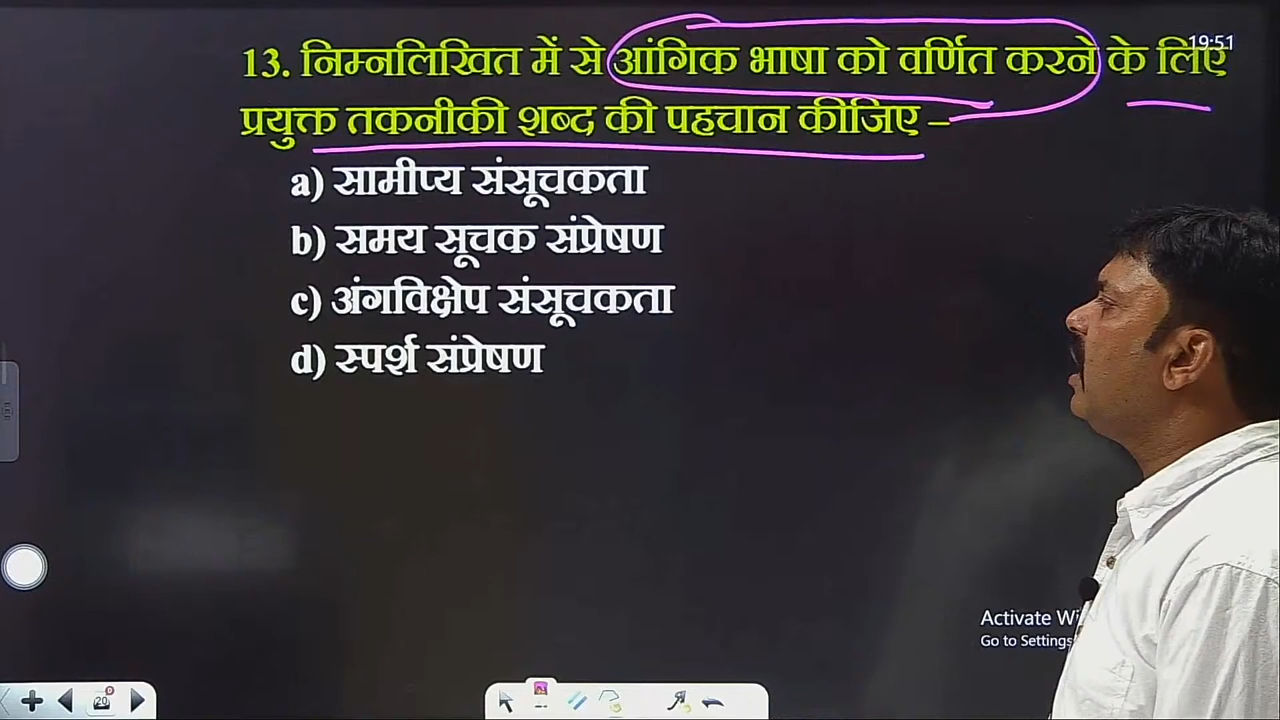 13. निम्नलिखित में से आंगिक भाषा को वर्णित करने के लिए
19:51
प्रयुक्त तकनीकी शब्द की पहचान कीजिए –
a) सामीप्य संसूचकता
b) समय सूचक संप्रेषण
c) अंगविक्षेप संसूचकता
d) स्पर्श संप्रेषण
Activate Wi
Go to Settings
20